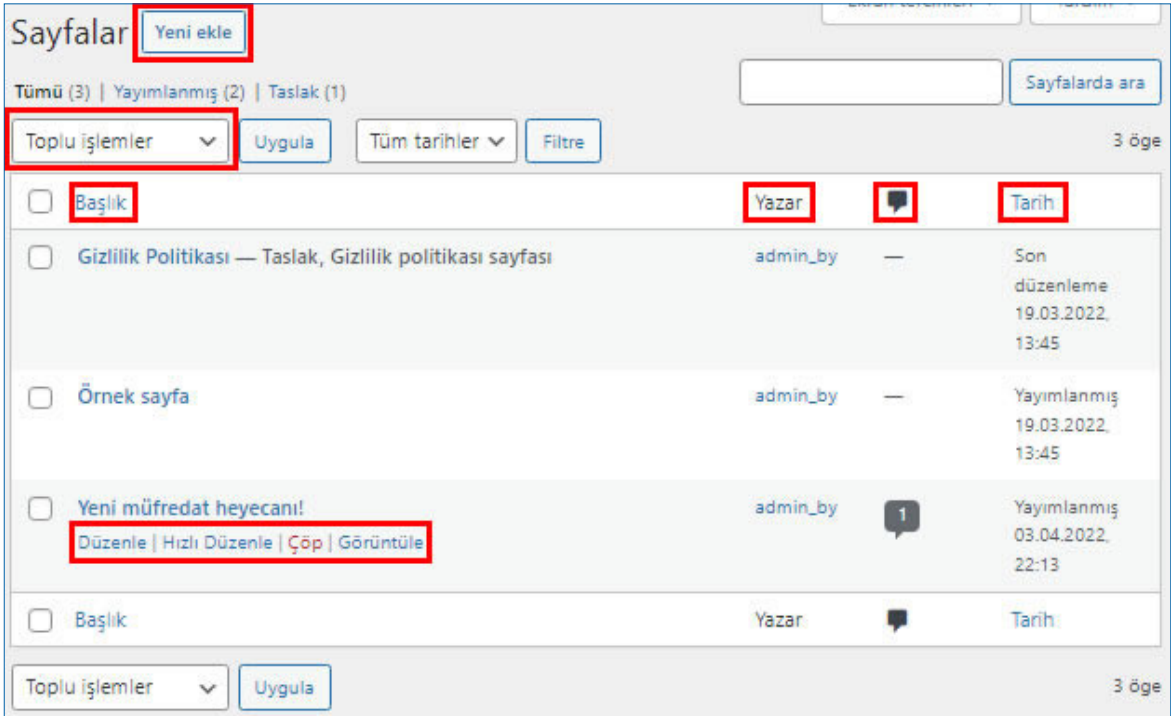 Sayfalar Yeni ekle
Tümü (3) | Yayımlanmış (2) | Taslak (1)
Sayfalarda ara
Toplu işlemler Uygula Tüm tarihler Filtre 3 öge
Başlık Yazar Tarih
Gizlilik Politikası — Taslak, Gizlilik politikası sayfası admin_by — Son
düzenleme
19.03.2022,
13:45
Örnek sayfa admin_by — Yayımlanmış
19.03.2022,
13:45
Yeni müfredat heyecanı! admin_by 1 Yayımlanmış
Düzenle | Hızlı Düzenle | Çöp | Görüntüle 03.04.2022,
22:13
Başlık Yazar Tarih
Toplu işlemler Uygula 3 öge